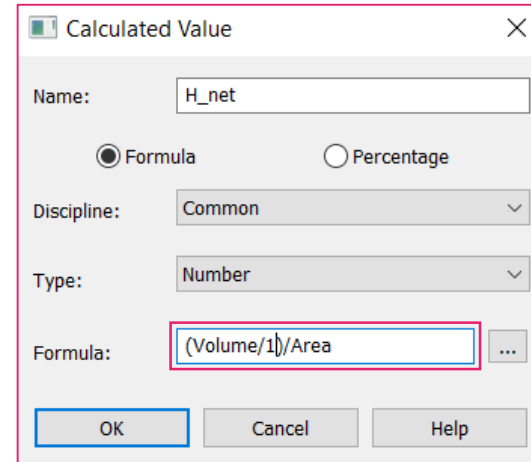 Calculated Value
Name: H_net
Formula Percentage
Discipline: Common
Type: Number
Formula: (Volume/1)/Area ...
OK Cancel Help